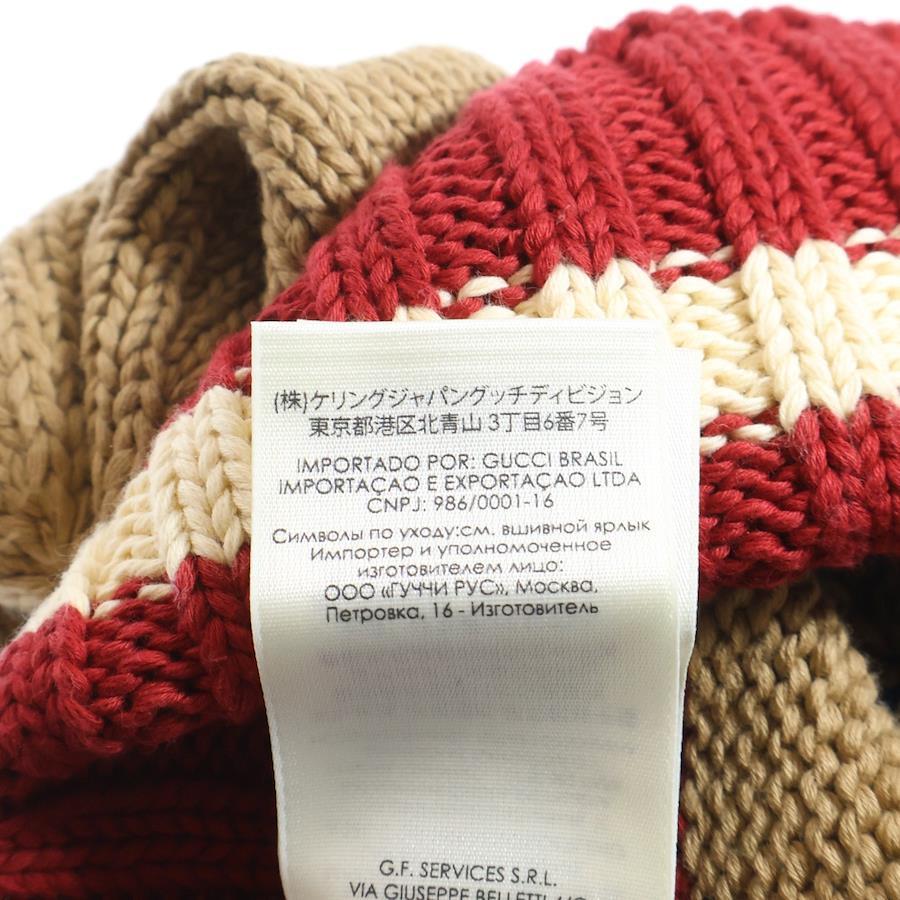 (株)ケリングジャパングッチディビジョン
東京都港区北青山 3丁目6番7号
IMPORTADO POR: GUCCI BRASIL
IMPORTAÇAO E EXPORTAÇAO LTDA
CNPJ: 986/0001-16
Символы по уходу:см. вшивной ярлык
Импортер и уполномоченное
изготовителем лицо:
ООО «ГУЧЧИ РУС», Москва,
Петровка, 16 - Изготовитель
G.F. SERVICES S.R.L.
VIA GIUSEPPE